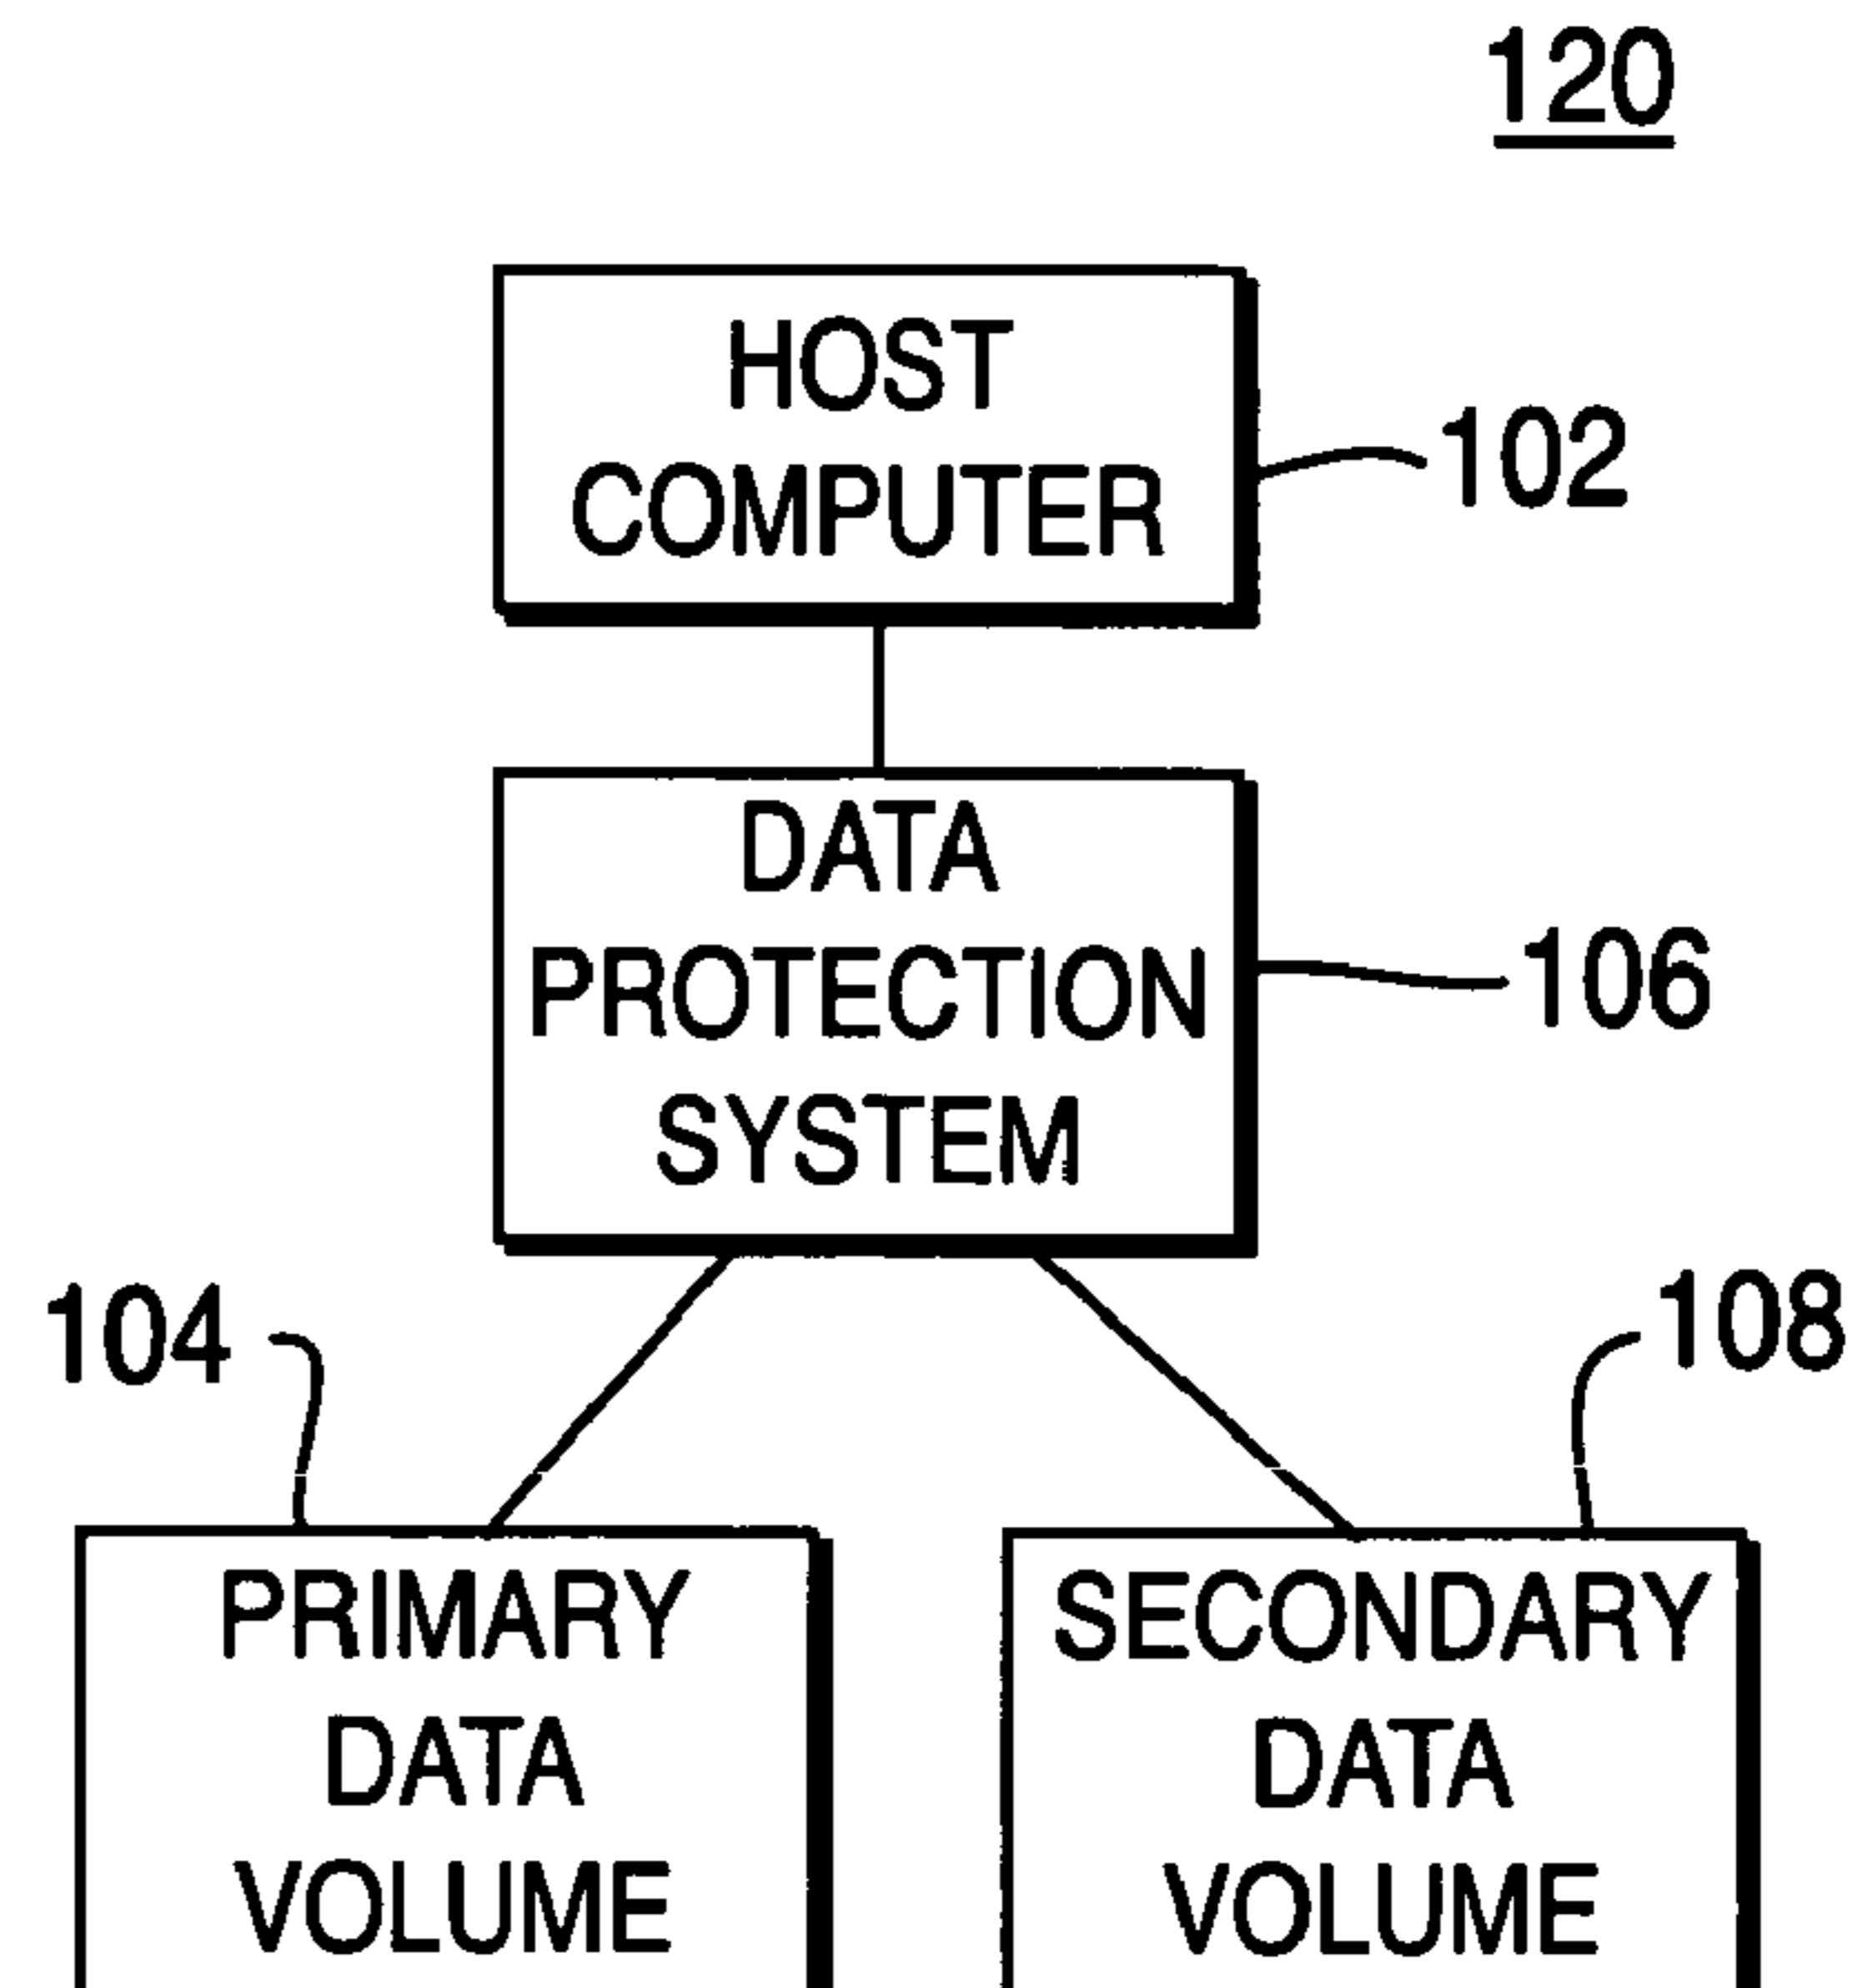 120
HOST
COMPUTER
102
DATA
PROTECTION
SYSTEM
106
104
108
PRIMARY
DATA
VOLUME
SECONDARY
DATA
VOLUME